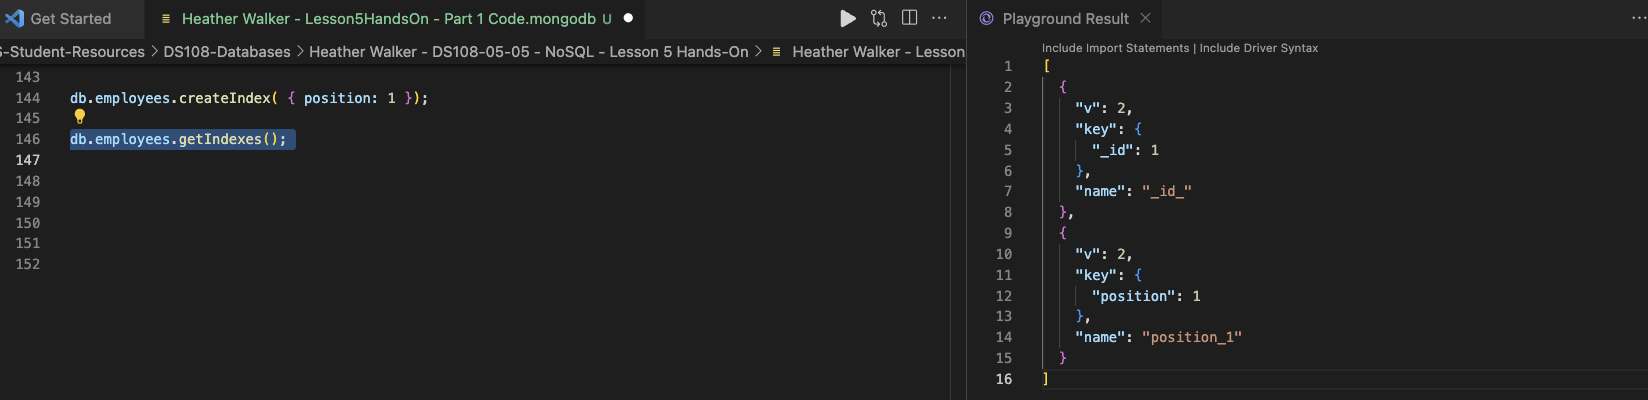 Get Started
Heather Walker - Lesson5HandsOn - Part 1 Code.mongodb U
S-Student-Resources > DS108-Databases > Heather Walker - DS108-05-05 - NoSQL - Lesson 5 Hands-On > Heather Walker - Lesson
143
144 db.employees.createIndex( { position: 1 });
145
146 db.employees.getIndexes();
147
148
149
150
151
152
Playground Result
Include Import Statements | Include Driver Syntax
1 [
2 {
3 "v": 2,
4 "key": {
5 "_id": 1
6 },
7 "name": "_id_"
8 },
9 {
10 "v": 2,
11 "key": {
12 "position": 1
13 },
14 "name": "position_1"
15 }
16 ]